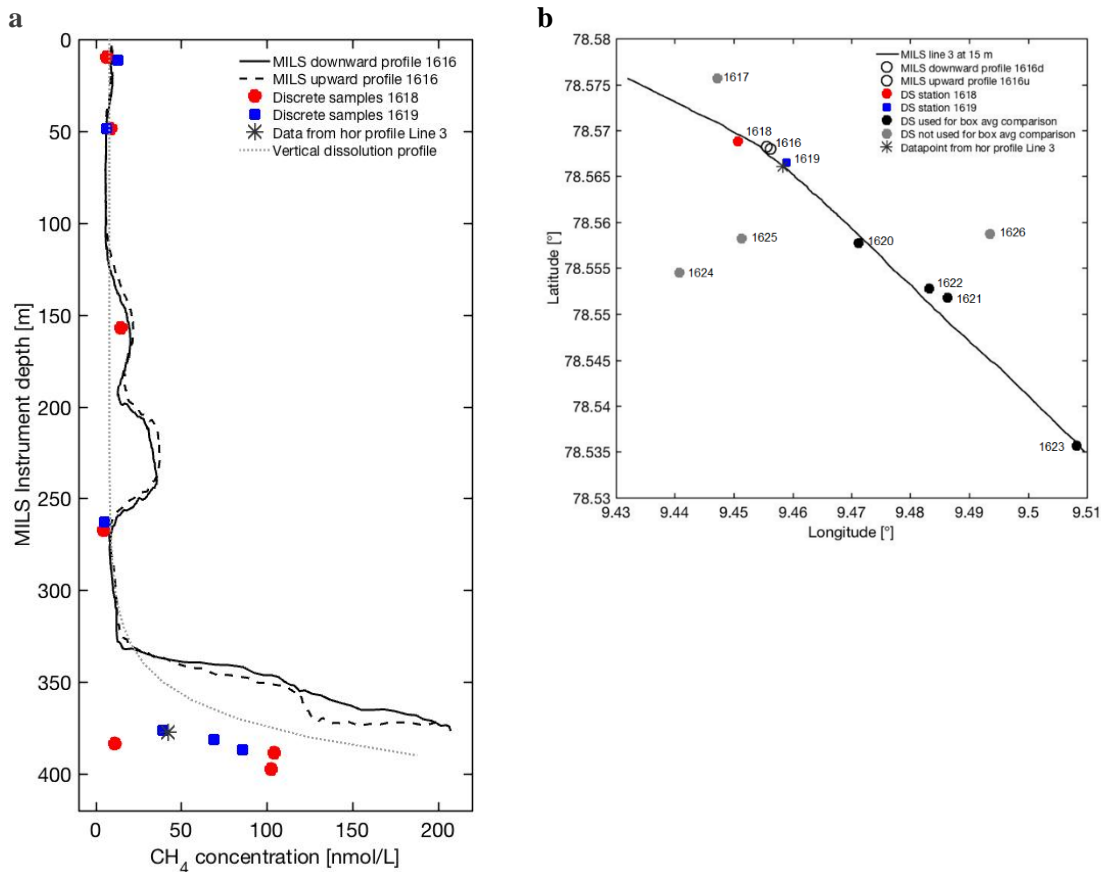 a
0
50
100
150
200
250
300
350
400
MILS Instrument depth [m]
0
50
100
150
200
CH4 concentration [nmol/L]
MILS downward profile 1616
MILS upward profile 1616
Discrete samples 1618
Discrete samples 1619
Data from hor profile Line 3
Vertical dissolution profile
b
78.58
78.575
78.57
78.565
78.56
78.555
78.55
78.545
78.54
78.535
78.53
Latitude [°]
9.43
9.44
9.45
9.46
9.47
9.48
9.49
9.5
9.51
Longitude [°]
MILS line 3 at 15 m
MILS downward profile 1616d
MILS upward profile 1616u
DS station 1618
DS station 1619
DS used for box avg comparison
DS not used for box avg comparison
Datapoint from hor profile Line 3
1617
1618
1616
1619
1625
1620
1626
1624
1622
1621
1623